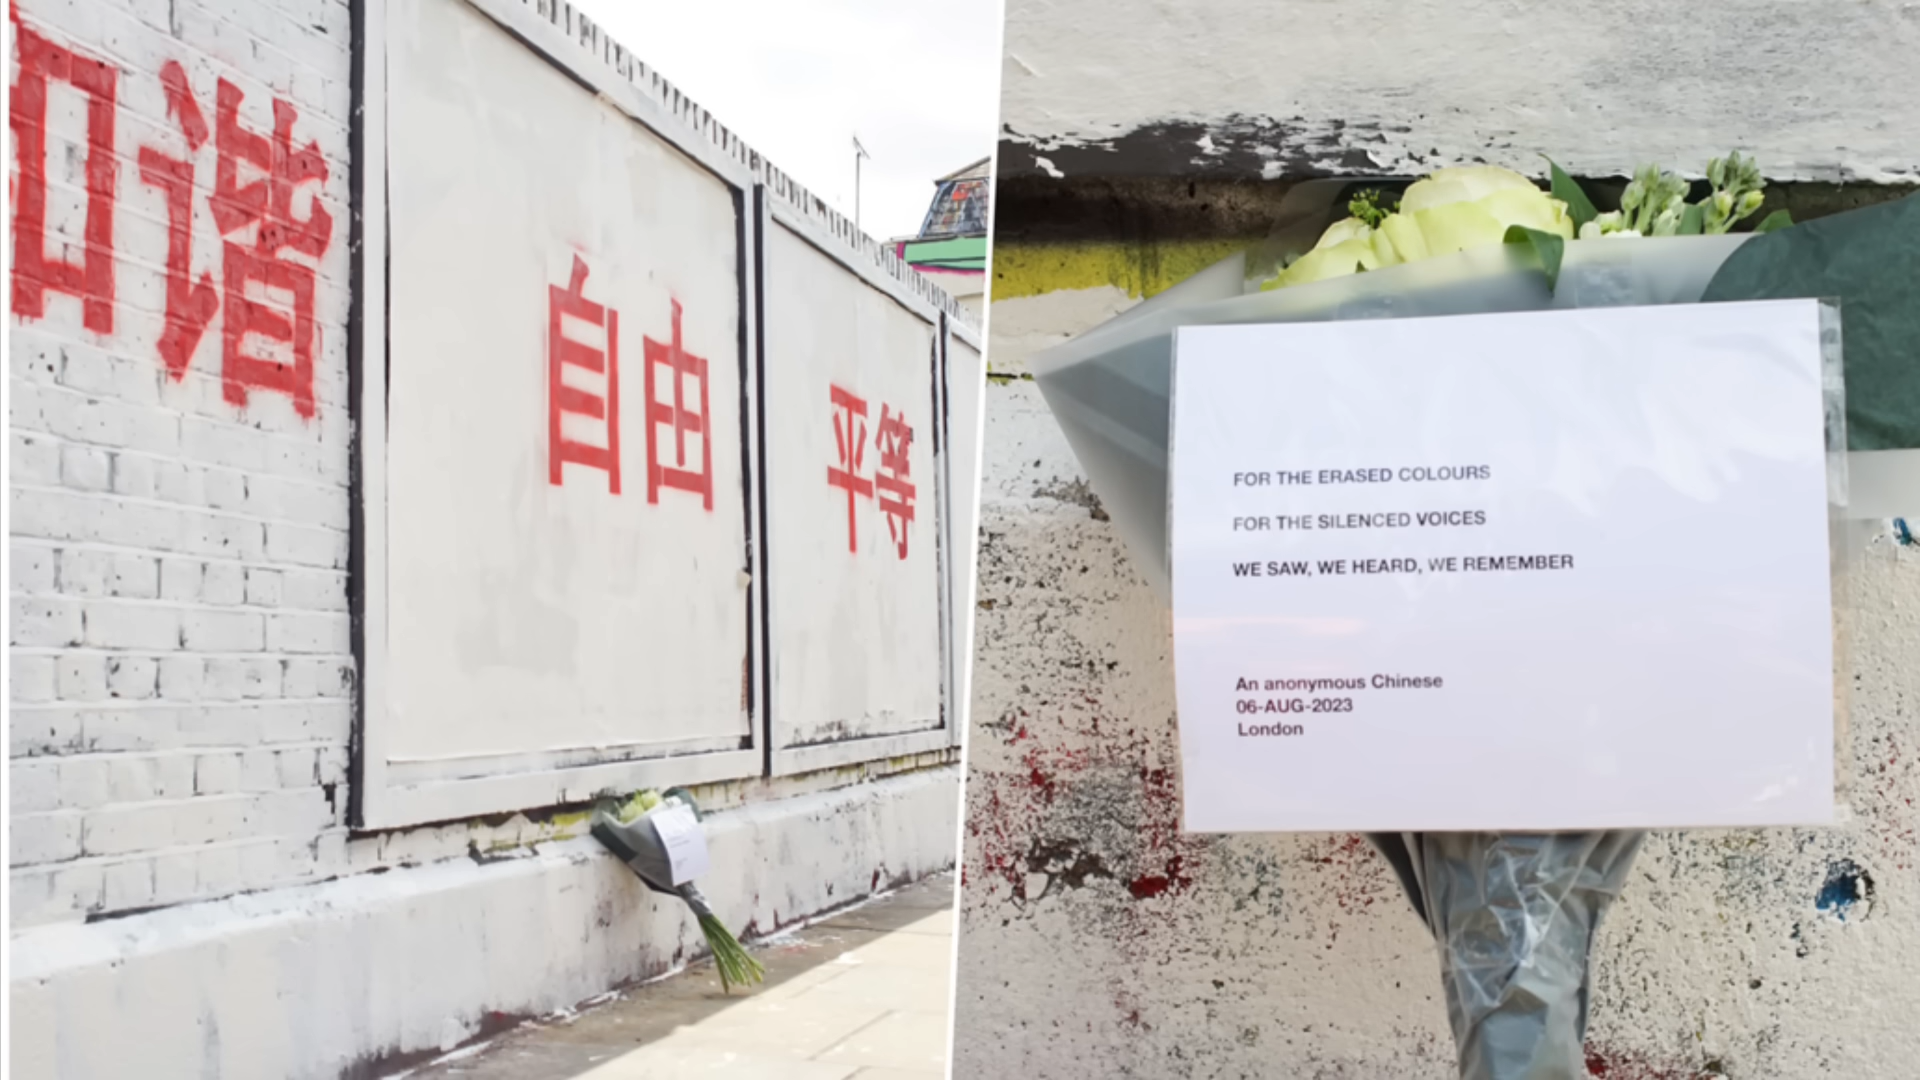 和谐
自由
平等
FOR THE ERASED COLOURS
FOR THE SILENCED VOICES
WE SAW, WE HEARD, WE REMEMBER
An anonymous Chinese
06-AUG-2023
London